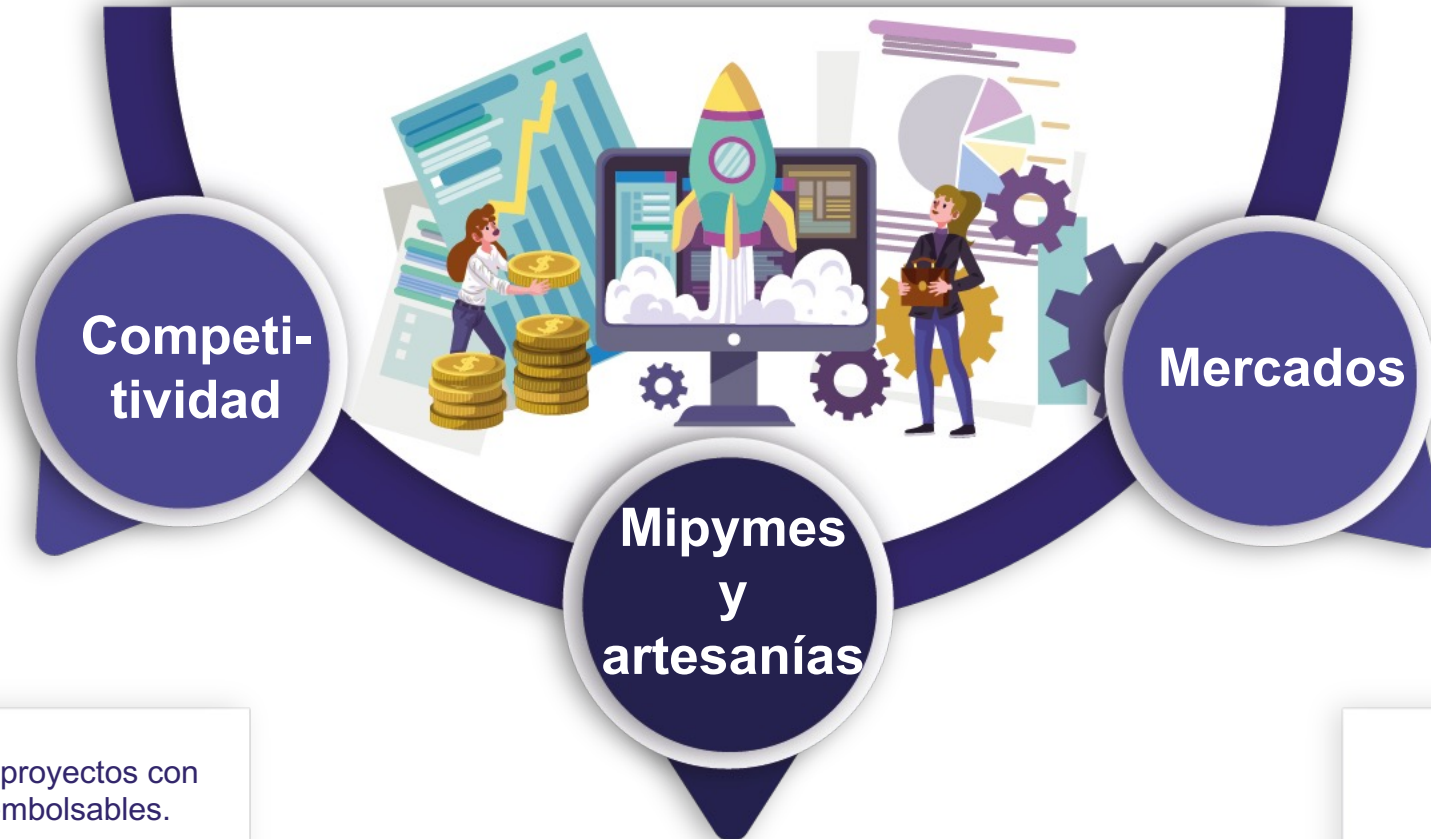 Competi-
tividad
Mercados
Mipymes
y
artesanías
proyectos con
mbolsables.